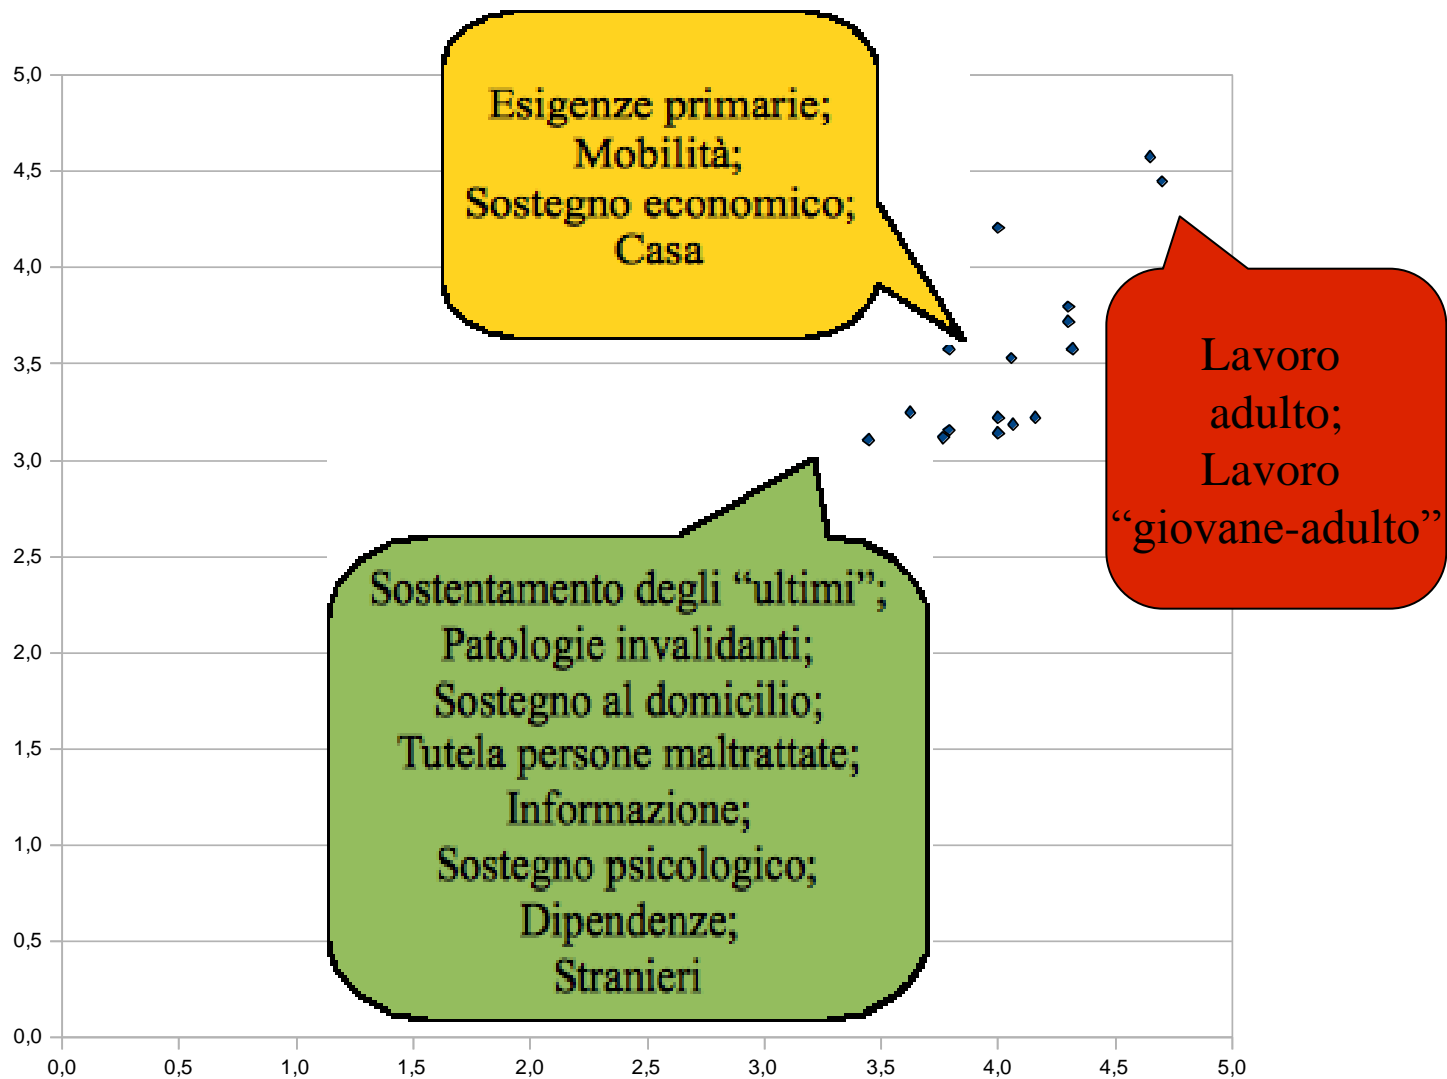 Esigenze primarie;
Mobilità;
Sostegno economico;
Casa
5,0
4,5
4,0
3,5
3,0
2,5
2,0
1,5
1,0
0,5
0,0
Lavoro
adulto;
Lavoro
“giovane-adulto”
Sostentamento degli “ultimi”;
Patologie invalidanti;
Sostegno al domicilio;
Tutela persone maltrattate;
Informazione;
Sostegno psicologico;
Dipendenze;
Stranieri
0,0 0,5 1,0 1,5 2,0 2,5 3,0 3,5 4,0 4,5 5,0